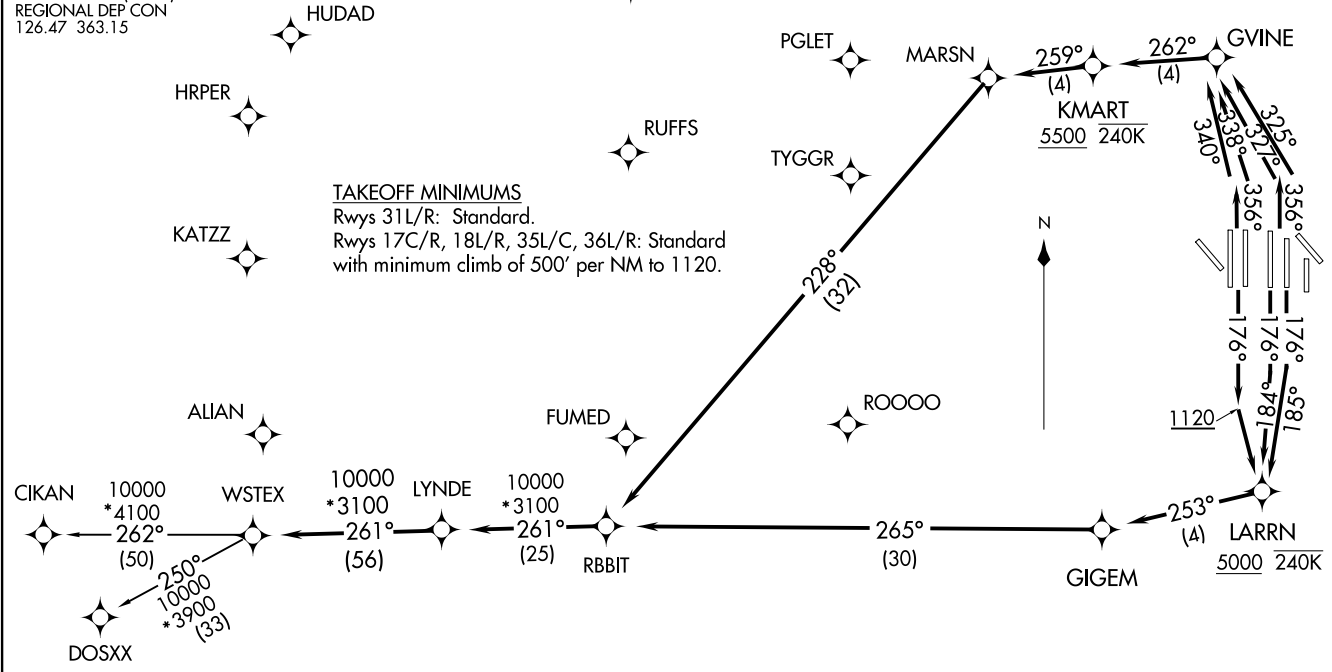 REGIONAL DEP CON
126.47 363.15
HUDAD
PGLET
MARSN
259°
(4)
262°
(4)
GVINE
HRPER
KMART
5500 240K
RUFFS
TYGGR
340°
338°
327°
325°
356°
356°
TAKEOFF MINIMUMS
Rwys 31L/R: Standard.
Rwys 17C/R, 18L/R, 35L/C, 36L/R: Standard
with minimum climb of 500' per NM to 1120.
KATZZ
N
228°
(32)
176°
176°
176°
ALIAN
FUMED
ROOOO
1120
184°
185°
CIKAN
10000
*4100
262°
(50)
WSTEX
10000
*3100
261°
(56)
LYNDE
10000
*3100
261°
(25)
RBBIT
265°
(30)
GIGEM
253°
(4)
LARRN
5000 240K
250°
10000
*3900
(33)
DOSXX